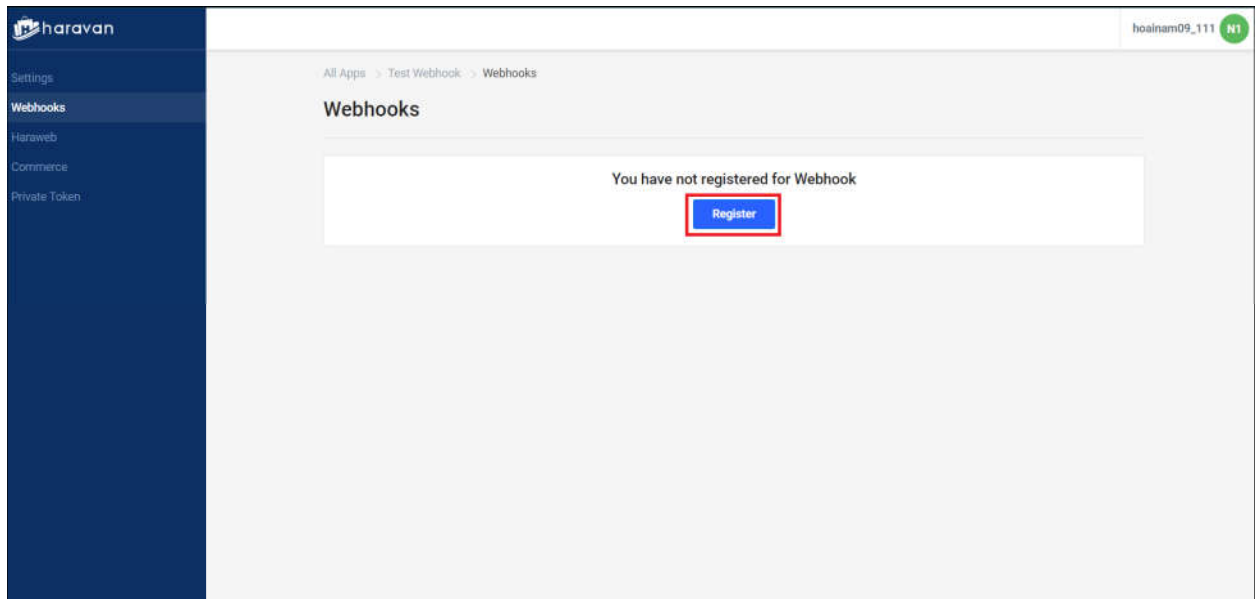 haravan
hoainam09_111 N1
Settings
Webhooks
Haraweb
Commerce
Private Token
All Apps > Test Webhook > Webhooks
Webhooks
You have not registered for Webhook
Register